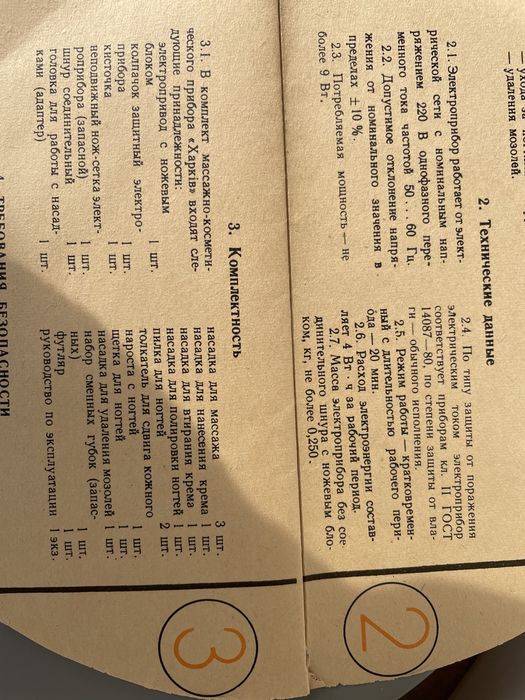 — удаления мозолей.
2. Технические данные
2.1. Электроприбор работает от элект-
рической сети с номинальным нап-
ряжением 220 В однофазного пере-
менного тока частотой 50 . . . 60 Гц.
2.2. Допустимое отклонение напря-
жения от номинального значения в
пределах ± 10 %.
2.3. Потребляемая мощность — не
более 9 Вт.
2.4. По типу защиты от поражения
электрическим током электроприбор
соответствует приборам кл. II ГОСТ
14087—80, по степени защиты от вла-
ги — обычного исполнения.
2.5. Режим работы — кратковремен-
ный с длительностью рабочего пери-
ода — 20 мин.
2.6. Расход электроэнергии состав-
ляет 4 Вт · ч за рабочий период.
2.7. Масса электроприбора без сое-
динительного шнура с ножевым бло-
ком, кг, не более 0,250.
2
3. Комплектность
3.1. В комплект массажно-космети-
ческого прибора «Харків» входят сле-
дующие принадлежности:
электропривод с ножевым
блоком 1 шт.
колпачок защитный электро-
прибора 1 шт.
кисточка 1 шт.
неподвижный нож-сетка элект-
роприбора (запасной) 1 шт.
шнур соединительный 1 шт.
головка для работы с насад-
ками (адаптер) 1 шт.
насадка для массажа 3 шт.
насадка для нанесения крема 1 шт.
насадка для втирания крема 1 шт.
насадка для полировки ногтей 1 шт.
пилка для ногтей 2 шт.
толкатель для сдвига кожного
нароста с ногтей 1 шт.
щетка для ногтей 1 шт.
насадка для удаления мозолей 1 шт.
набор сменных губок (запас-
ных) 1 шт.
футляр 1 шт.
руководство по эксплуатации 1 экз.
3
4. ТРЕБОВАНИЯ БЕЗОПАСНОСТИ